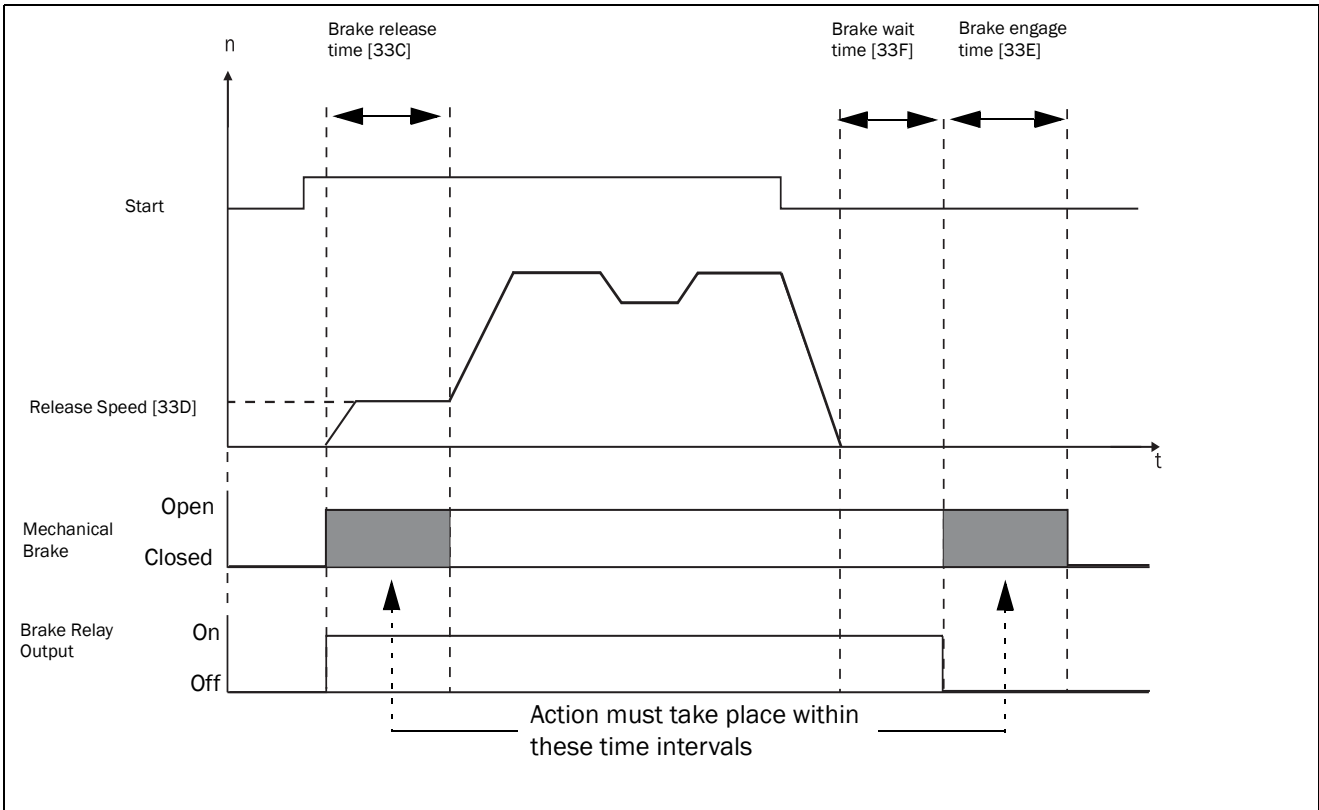 Brake release
time [33C]
Brake wait
time [33F]
Brake engage
time [33E]
n
Start
Release Speed [33D]
t
Open
Mechanical
Brake
Closed
Brake Relay
Output
On
Off
Action must take place within
these time intervals